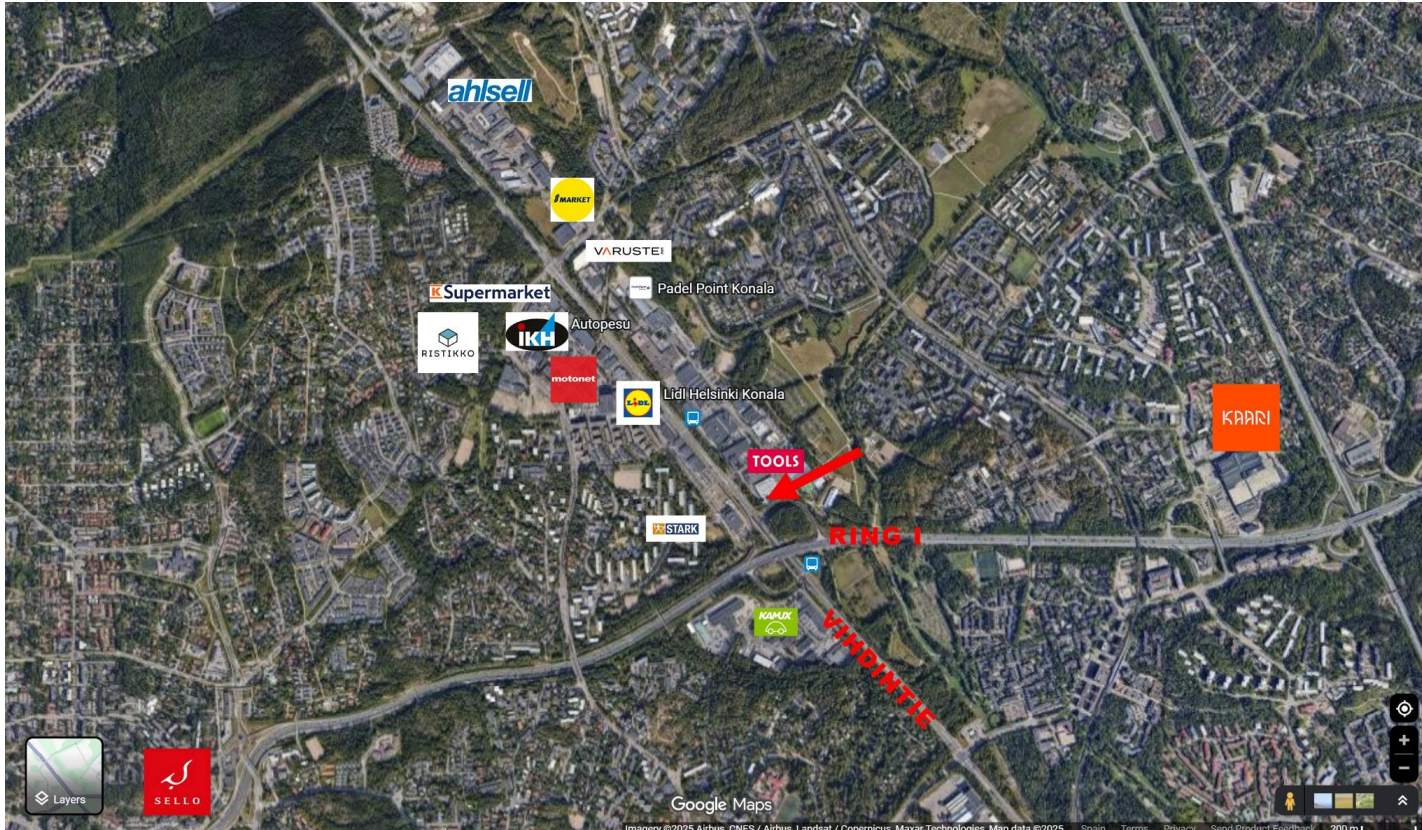 ahlsell
MARKET
VARUSTE
Padel Point Konala
K Supermarket
RISTIKKO
IKH
Autopesu
motonet
LIDL
Lidl Helsinki Konala
KAARI
TOOLS
STARK
RING I
KAMUX
VIHDINTIE
Layers
SELLO
Google Maps
Imagery ©2025 Airbus, CNES / Airbus, Landsat / Copernicus, Maxar Technologies, Map data ©2025 Spain Terms Privacy Send Product Feedback 200 m